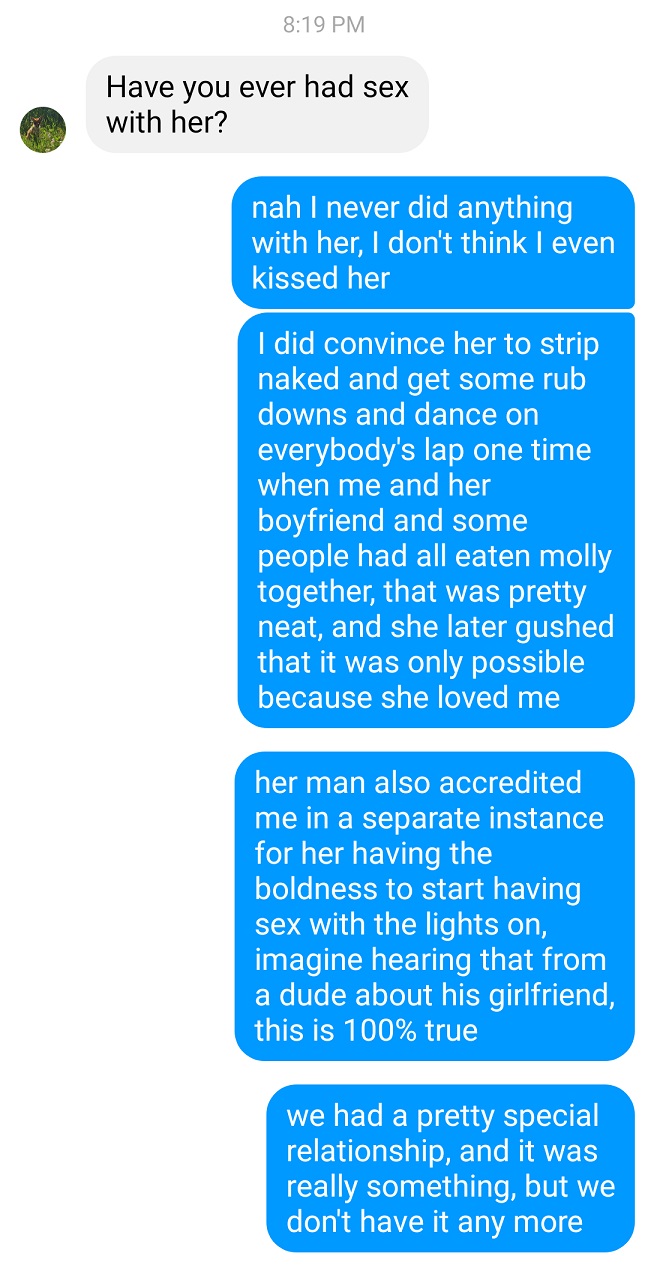 8:19 PM
Have you ever had sex
with her?
nah I never did anything
with her, I don't think I even
kissed her
I did convince her to strip
naked and get some rub
downs and dance on
everybody's lap one time
when me and her
boyfriend and some
people had all eaten molly
together, that was pretty
neat, and she later gushed
that it was only possible
because she loved me
her man also accredited
me in a separate instance
for her having the
boldness to start having
sex with the lights on,
imagine hearing that from
a dude about his girlfriend,
this is 100% true
we had a pretty special
relationship, and it was
really something, but we
don't have it any more